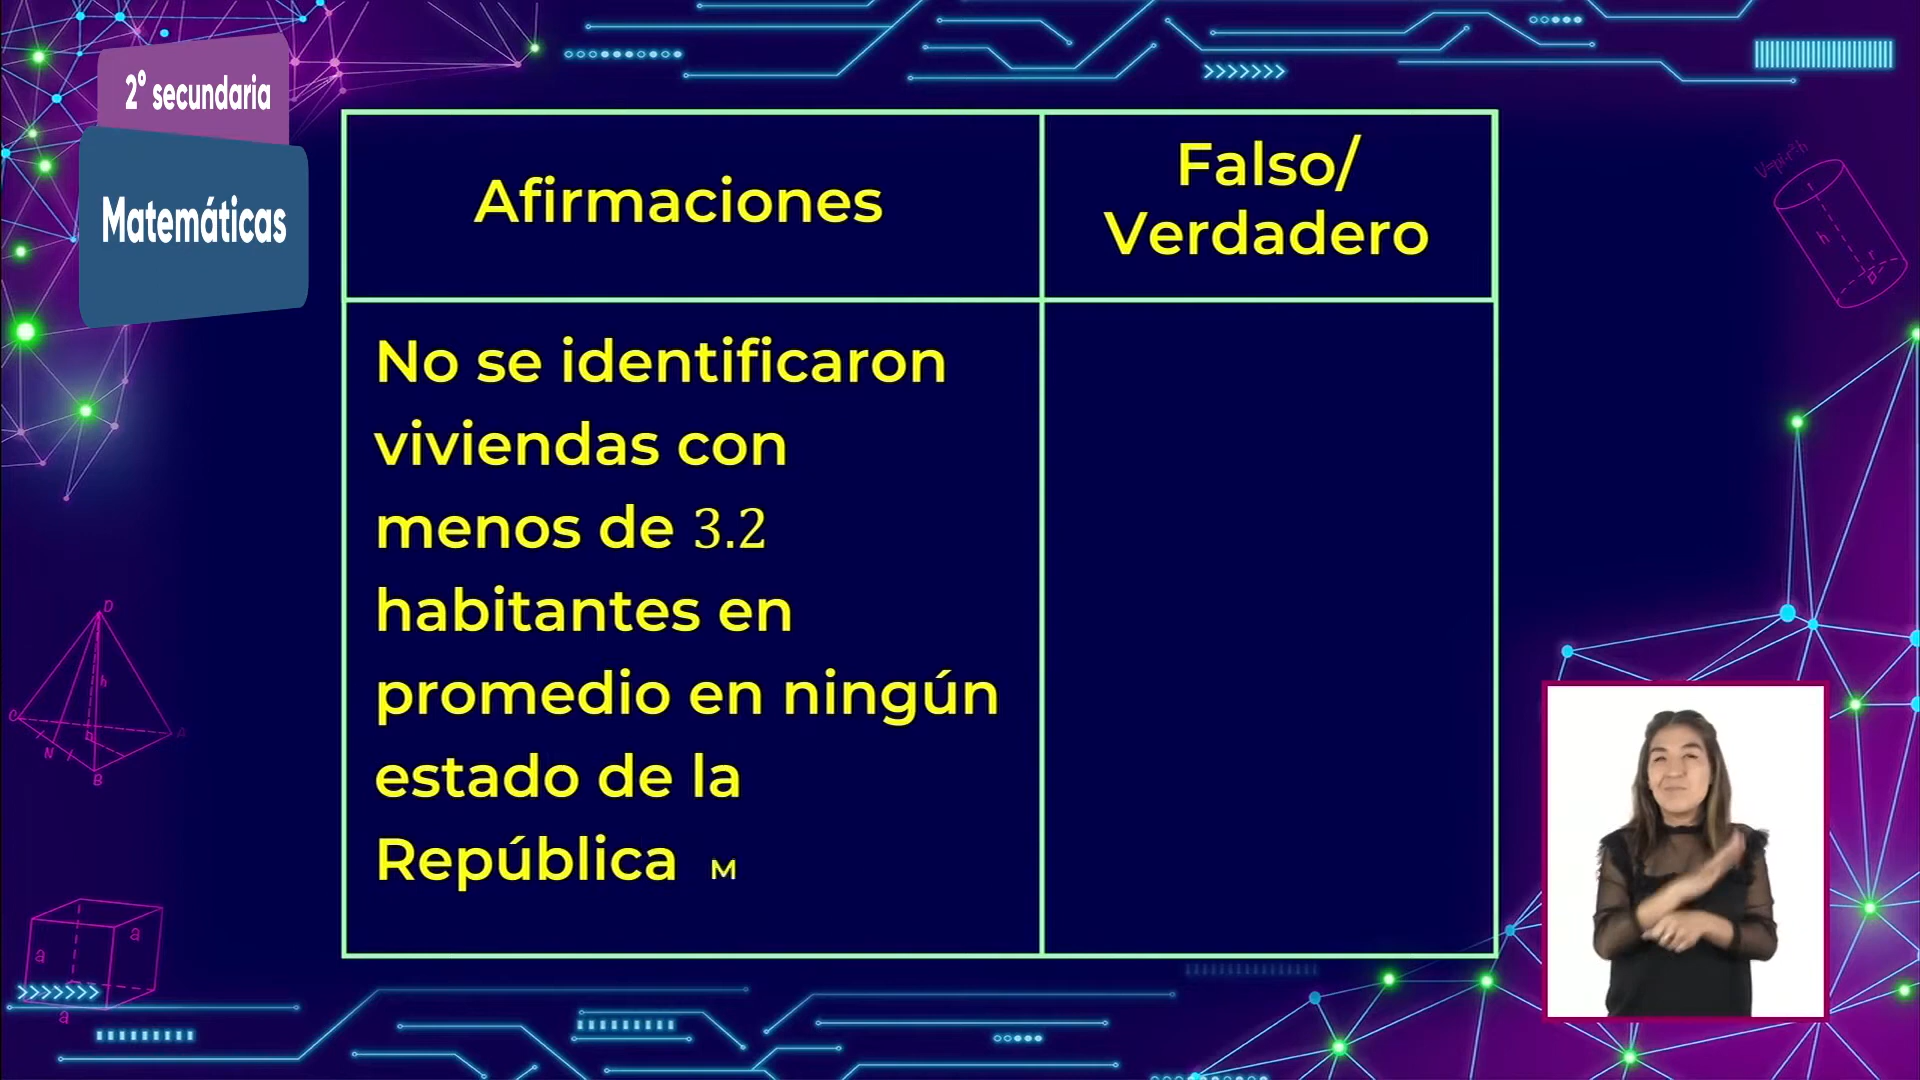 2° secundaria
Matemáticas
Afirmaciones
Falso/
Verdadero
No se identificaron
viviendas con
menos de 3.2
habitantes en
promedio en ningún
estado de la
República M
D
h
C
A
N
b
B
a
a
a